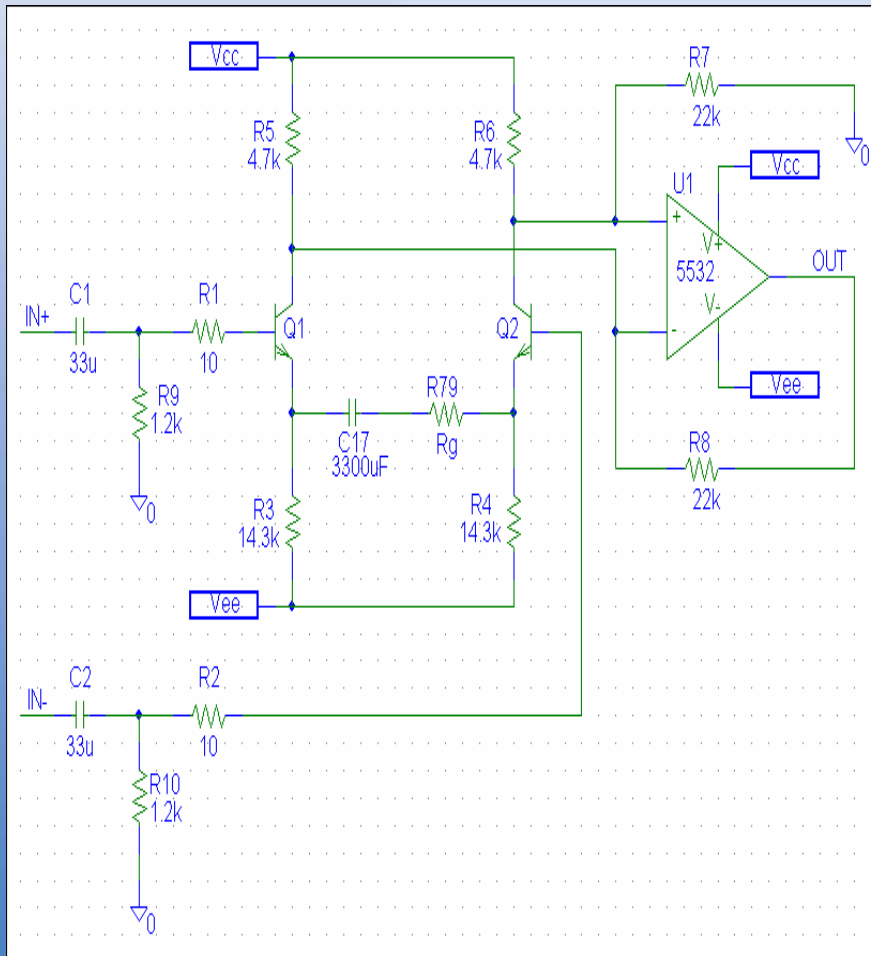 Vcc
R7
22k
0
R5
4.7k
R6
4.7k
Vcc
U1
+
V+
5532
OUT
V-
-
C1
R1
IN+
33u
10
Q1
Q2
Vee
R9
1.2k
R79
C17
Rg
3300uF
R8
22k
0
R3
14.3k
R4
14.3k
Vee
C2
R2
IN-
33u
10
R10
1.2k
0